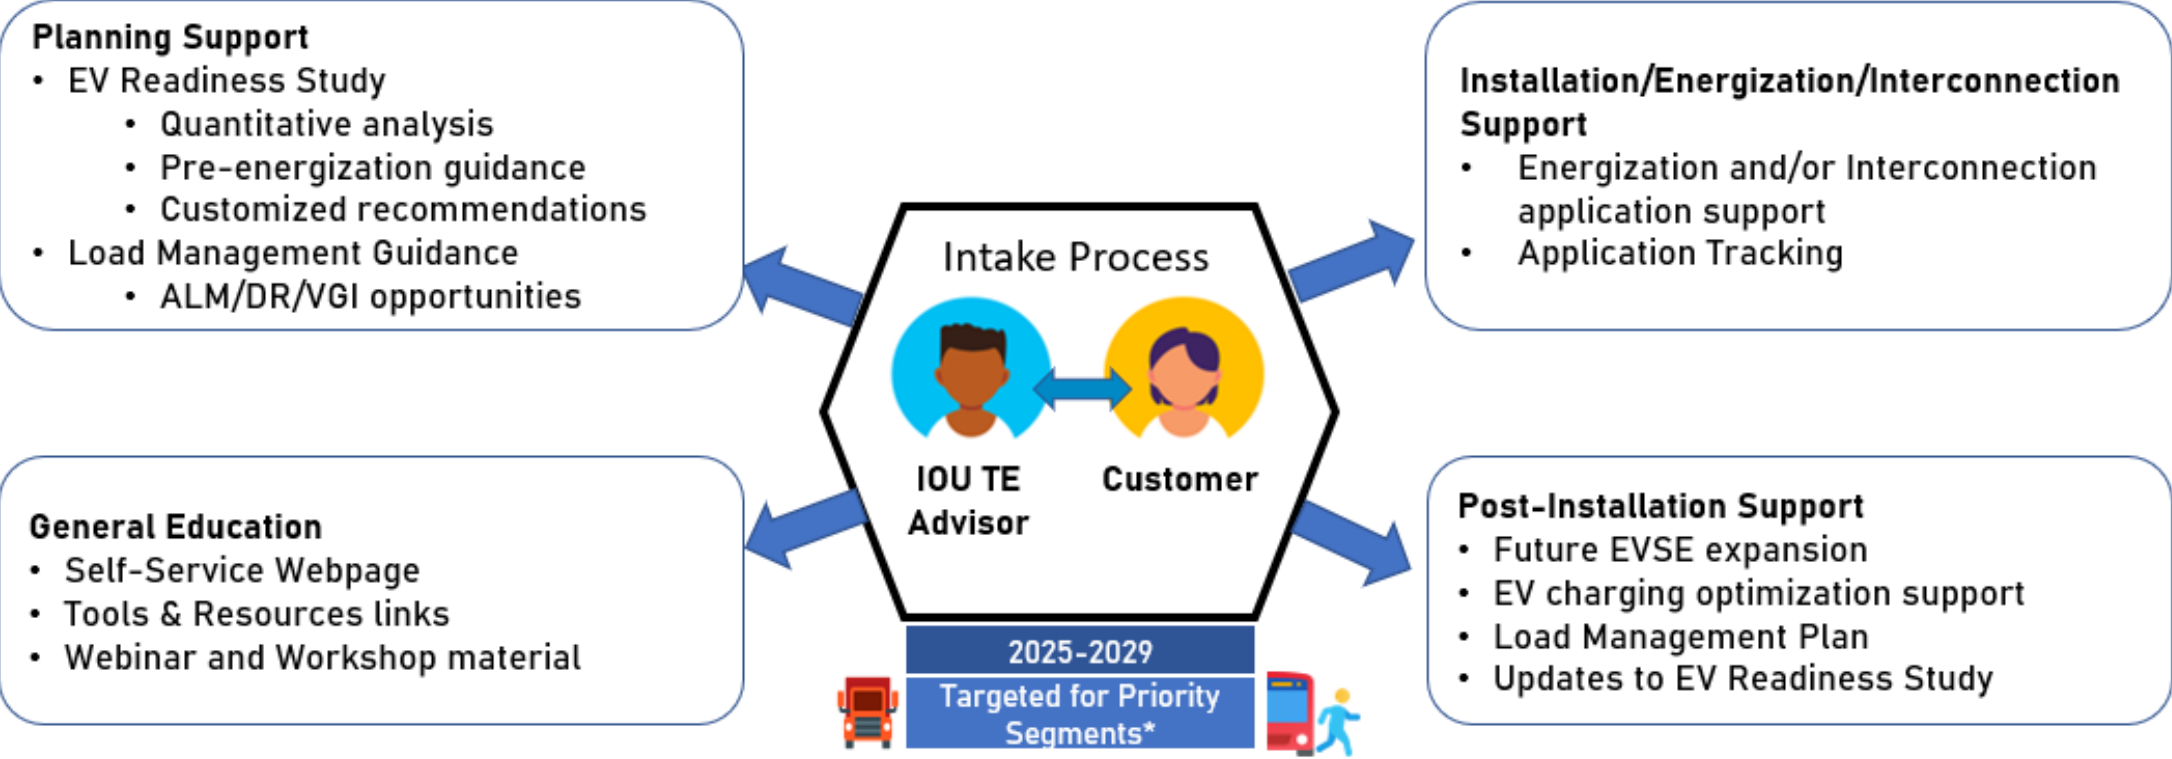 Planning Support
• EV Readiness Study
• Quantitative analysis
• Pre-energization guidance
• Customized recommendations
• Load Management Guidance
• ALM/DR/VGI opportunities
General Education
• Self-Service Webpage
• Tools & Resources links
• Webinar and Workshop material
Intake Process
IOU TE
Advisor
Customer
2025-2029
Targeted for Priority
Segments*
Installation/Energization/Interconnection
Support
• Energization and/or Interconnection
application support
• Application Tracking
Post-Installation Support
• Future EVSE expansion
• EV charging optimization support
• Load Management Plan
• Updates to EV Readiness Study